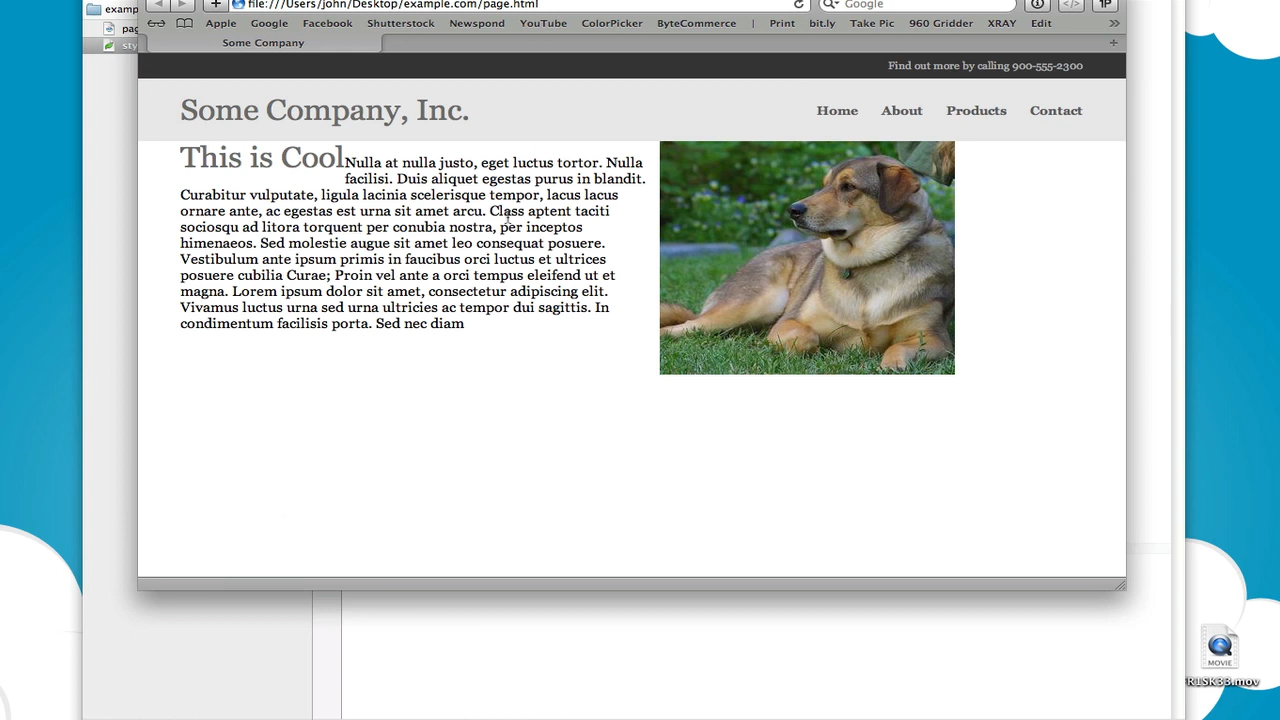 file:///Users/john/Desktop/example.com/page.html
Google
1P
examp
Apple Google Facebook Shutterstock Newspond YouTube ColorPicker ByteCommerce | Print bit.ly Take Pic 960 Gridder XRAY Edit »
pag
sty
Some Company
Find out more by calling 900-555-2300
Some Company, Inc.
Home About Products Contact
This is Cool
Nulla at nulla justo, eget luctus tortor. Nulla
facilisi. Duis aliquet egestas purus in blandit.
Curabitur vulputate, ligula lacinia scelerisque tempor, lacus lacus
ornare ante, ac egestas est urna sit amet arcu. Class aptent taciti
sociosqu ad litora torquent per conubia nostra, per inceptos
himenaeos. Sed molestie augue sit amet leo consequat posuere.
Vestibulum ante ipsum primis in faucibus orci luctus et ultrices
posuere cubilia Curae; Proin vel ante a orci tempus eleifend ut et
magna. Lorem ipsum dolor sit amet, consectetur adipiscing elit.
Vivamus luctus urna sed urna ultricies ac tempor dui sagittis. In
condimentum facilisis porta. Sed nec diam
MOVIE